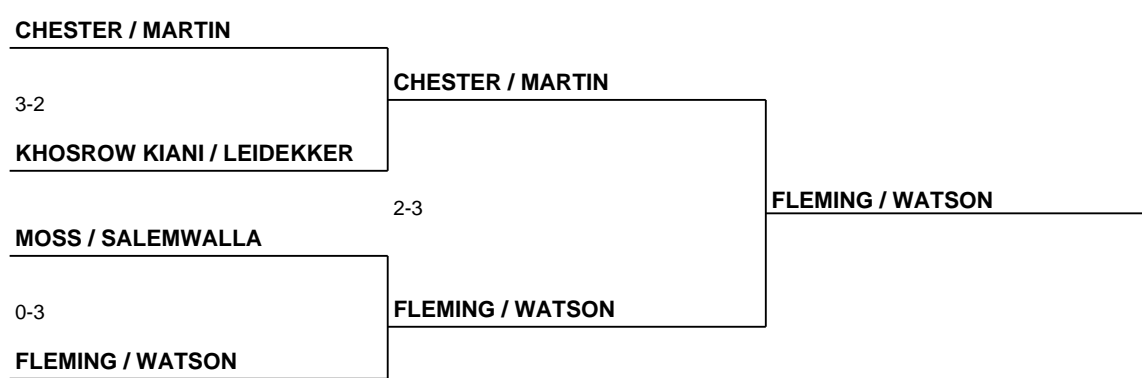 CHESTER / MARTIN
CHESTER / MARTIN
3-2
KHOSROW KIANI / LEIDEKKER
FLEMING / WATSON
2-3
MOSS / SALEMWALLA
FLEMING / WATSON
0-3
FLEMING / WATSON